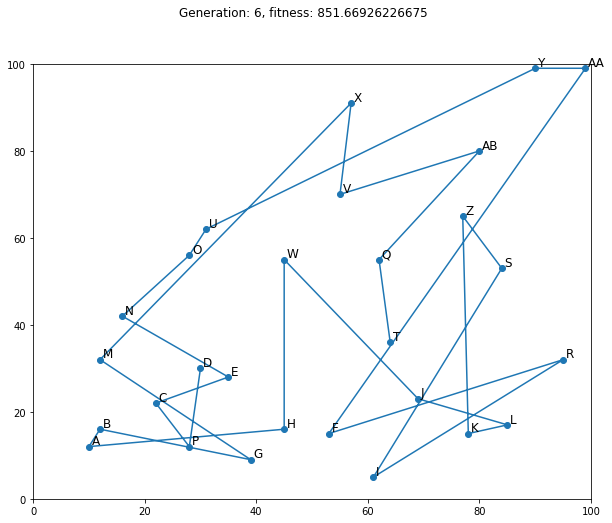 Generation: 6, fitness: 851.66926226675
100
Y
AA
X
80
AB
V
Z
U
60
O
W
Q
S
40
N
T
M
R
D
E
20
C
J
B
H
F
L
K
A
P
G
I
0
0
20
40
60
80
100